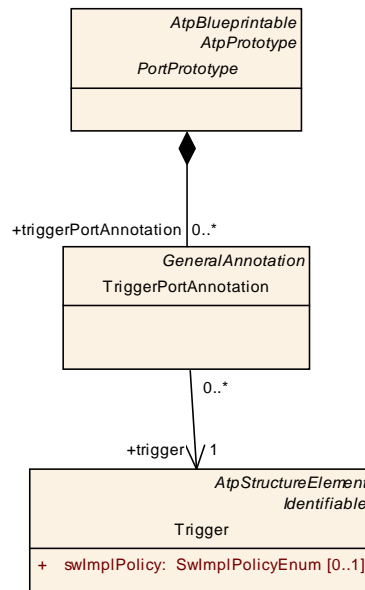 AtpBlueprintable
AtpPrototype
PortPrototype
+triggerPortAnnotation 0..*
GeneralAnnotation
TriggerPortAnnotation
0..*
+trigger 1
AtpStructureElement
Identifiable
Trigger
+ swImplPolicy: SwImplPolicyEnum [0..1]